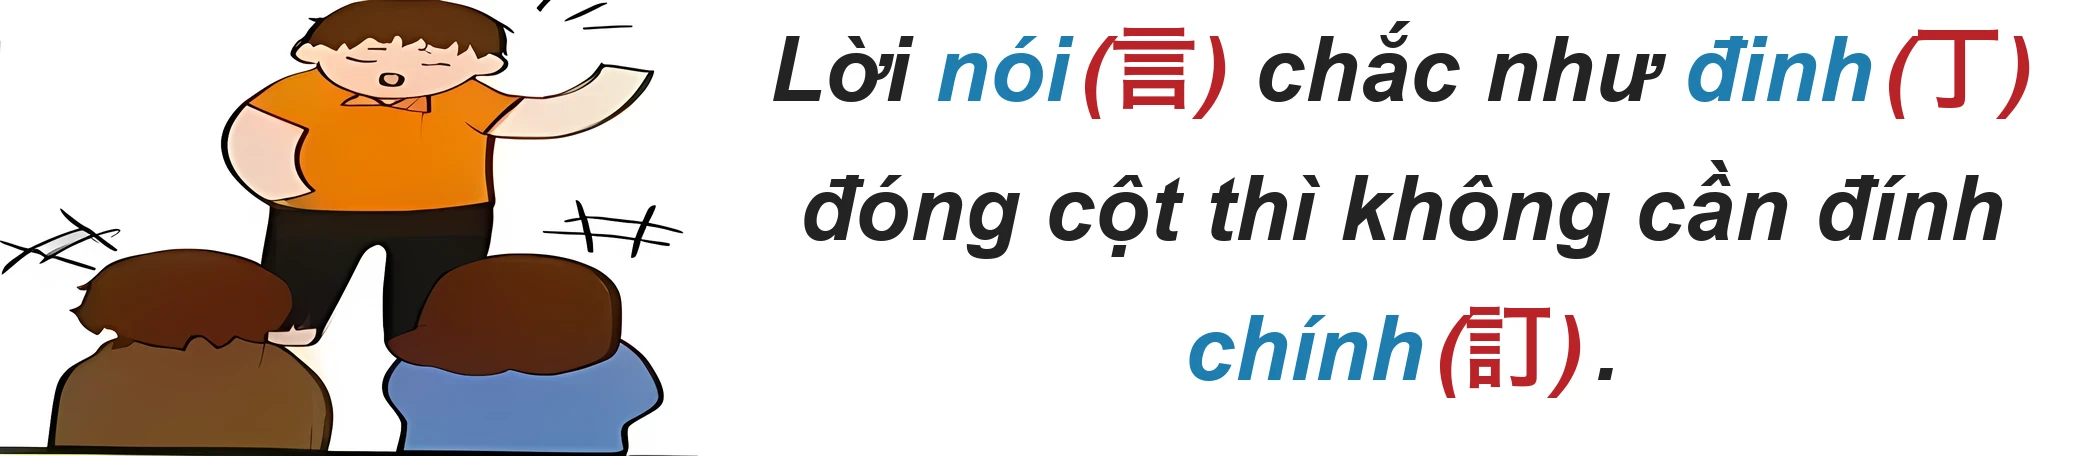 Lời nói (言) chắc như đinh (丁)
đóng cột thì không cần đính
chính (訂).